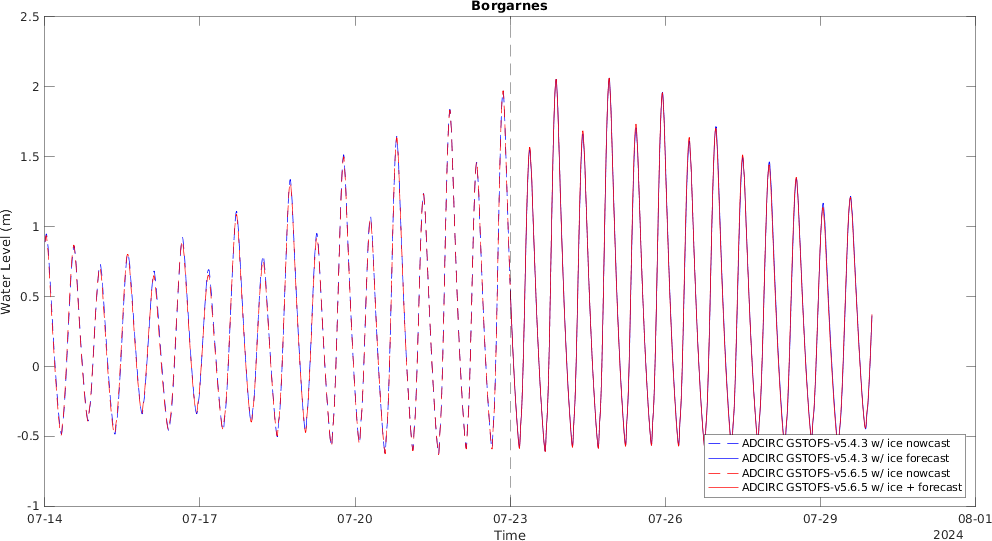 Borgarnes
2.5
2
1.5
1
0.5
0
-0.5
-1
Water Level (m)
07-14 07-17 07-20 07-23 07-26 07-29 08-01
Time
2024
ADCIRC GSTOFS-v5.4.3 w/ ice nowcast
ADCIRC GSTOFS-v5.4.3 w/ ice forecast
ADCIRC GSTOFS-v5.6.5 w/ ice nowcast
ADCIRC GSTOFS-v5.6.5 w/ ice + forecast